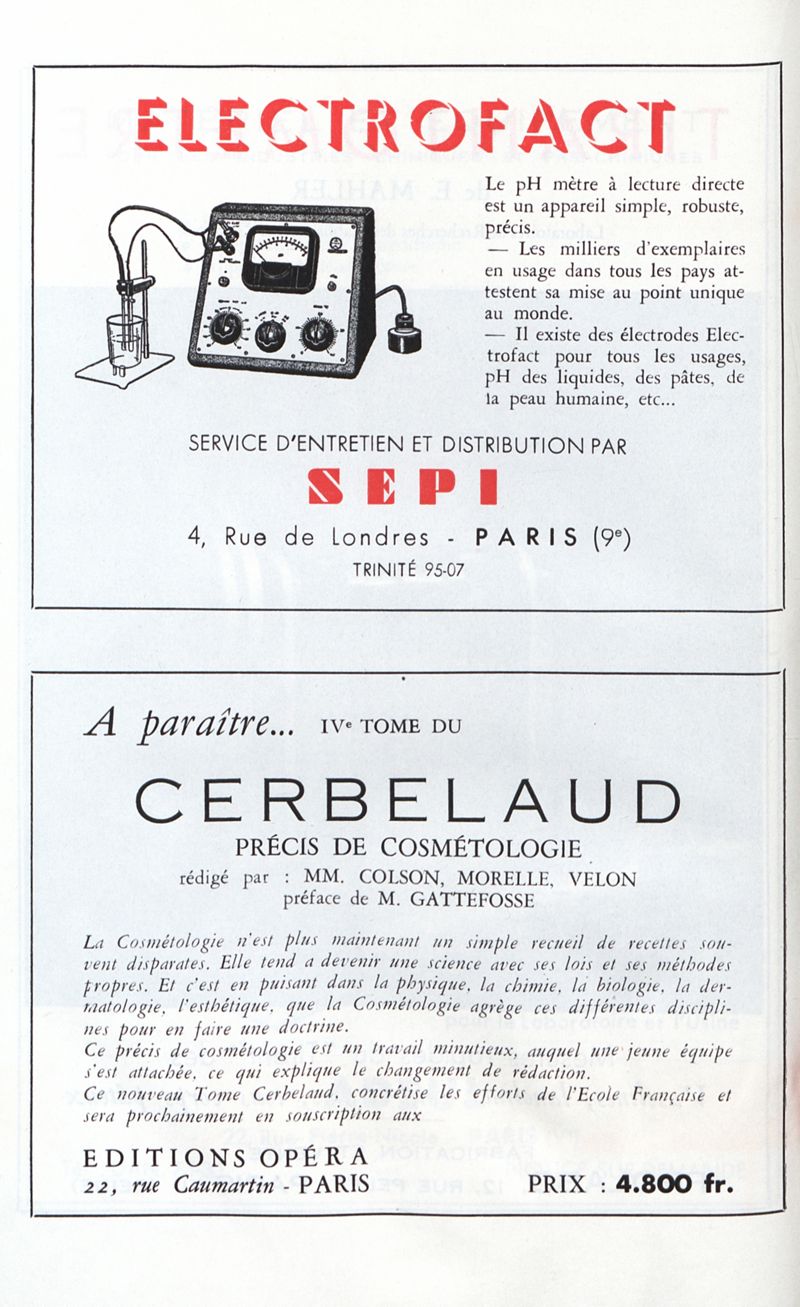 ELECTROFACT
Le pH mètre à lecture directe
est un appareil simple, robuste,
précis.
— Les milliers d'exemplaires
en usage dans tous les pays at-
testent sa mise au point unique
au monde.
— Il existe des électrodes Elec-
trofact pour tous les usages,
pH des liquides, des pâtes, de
la peau humaine, etc...
SERVICE D'ENTRETIEN ET DISTRIBUTION PAR
SEPI
4, Rue de Londres - PARIS (9e)
TRINITÉ 95-07
A paraître... IVe TOME DU
CERBELAUD
PRÉCIS DE COSMÉTOLOGIE
rédigé par : MM. COLSON, MORELLE, VELON
préface de M. GATTEFOSSE
La Cosmétologie n'est plus maintenant un simple recueil de recettes sou-
vent disparates. Elle tend a devenir une science avec ses lois et ses méthodes
propres. Et c'est en puisant dans la physique, la chimie, la biologie, la der-
matologie, l'esthétique, que la Cosmétologie agrège ces différentes discipli-
nes pour en faire une doctrine.
Ce précis de cosmétologie est un travail minutieux, auquel une jeune équipe
s'est attachée, ce qui explique le changement de rédaction.
Ce nouveau Tome Cerbelaud, concrétise les efforts de l'Ecole Française et
sera prochainement en souscription aux
EDITIONS OPÉRA
22, rue Caumartin - PARIS PRIX : 4.800 fr.